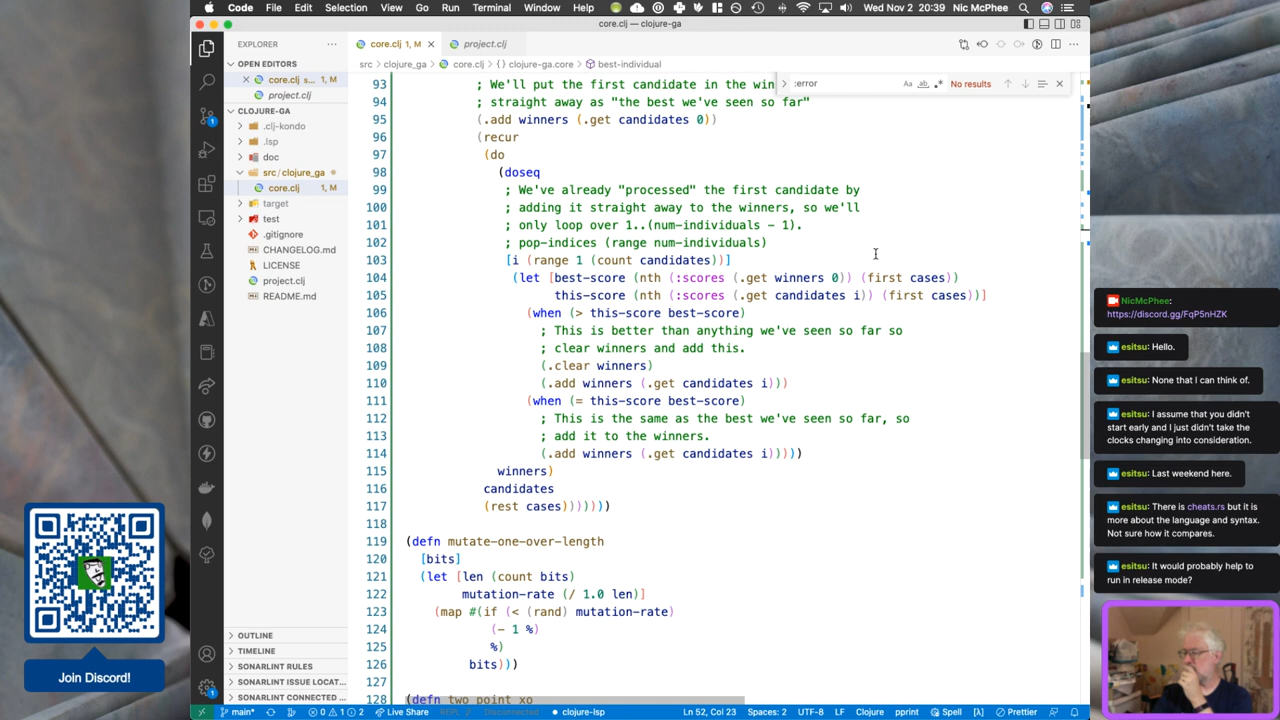 Code File Edit Selection View Go Run Terminal Window Help Wed Nov 2 20:39 Nic McPhee
core.clj — clojure-ga
EXPLORER
core.clj 1, M
project.clj
src > clojure_ga > core.clj > {} clojure-ga.core > best-individual
:error Aa ab No results
OPEN EDITORS
core.clj s... 1, M
project.clj
CLOJURE-GA
.clj-kondo
.lsp
doc
src / clojure_ga
core.clj 1, M
target
test
.gitignore
CHANGELOG.md
LICENSE
project.clj
README.md
OUTLINE
TIMELINE
SONARLINT RULES
SONARLINT ISSUE LOCAT...
SONARLINT CONNECTED ...
93 ; We'll put the first candidate in the win
94 ; straight away as "the best we've seen so far"
95 (.add winners (.get candidates 0))
96 (recur
97 (do
98 (doseq
99 ; We've already "processed" the first candidate by
100 ; adding it straight away to the winners, so we'll
101 ; only loop over 1..(num-individuals - 1).
102 ; pop-indices (range num-individuals)
103 [i (range 1 (count candidates))]
104 (let [best-score (nth (:scores (.get winners 0)) (first cases))
105 this-score (nth (:scores (.get candidates i)) (first cases))]
106 (when (> this-score best-score)
107 ; This is better than anything we've seen so far so
108 ; clear winners and add this.
109 (.clear winners)
110 (.add winners (.get candidates i)))
111 (when (= this-score best-score)
112 ; This is the same as the best we've seen so far, so
113 ; add it to the winners.
114 (.add winners (.get candidates i)))))
115 winners)
116 candidates
117 (rest cases)))))))
118
119 (defn mutate-one-over-length
120 [bits]
121 (let [len (count bits)
122 mutation-rate (/ 1.0 len)]
123 (map #(if (< (rand) mutation-rate)
124 (- 1 %)
125 %)
126 bits)))
127
128 (defn two point xo
main* 0 1 2 Live Share REPL Disconnected clojure-lsp Ln 52, Col 23 Spaces: 2 UTF-8 LF Clojure pprint Spell [λ] Prettier
Join Discord!
NicMcPhee:
https://discord.gg/FqP5nHZK
esitsu: Hello.
esitsu: None that I can think of.
esitsu: I assume that you didn't
start early and I just didn't take the
clocks changing into consideration.
esitsu: Last weekend here.
esitsu: There is cheats.rs but it is
more about the language and syntax.
Not sure how it compares.
esitsu: It would probably help to
run in release mode?